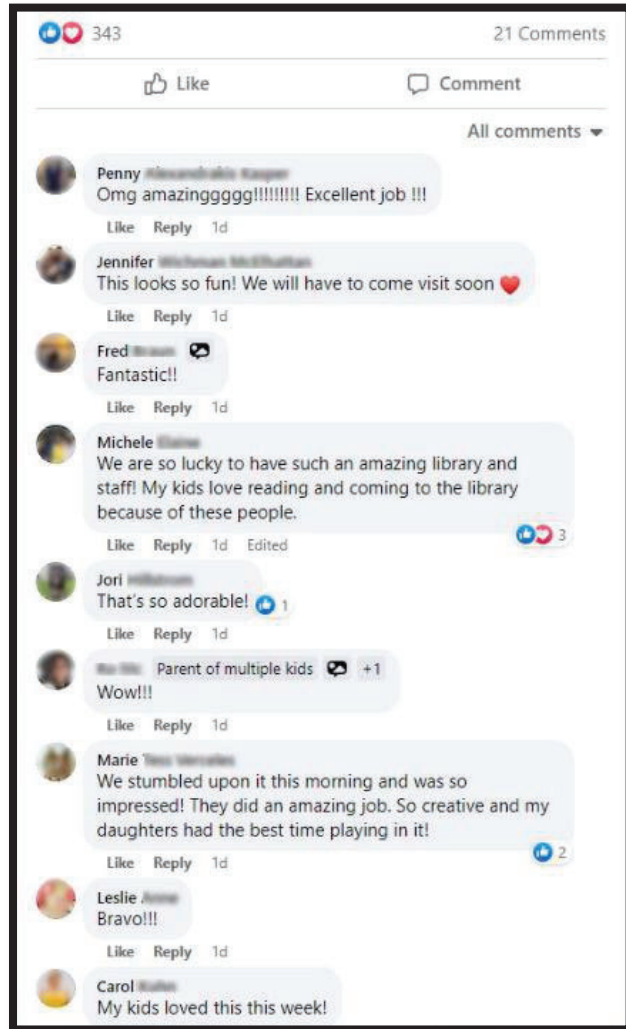 343 21 Comments
Like Comment
All comments
Penny
Omg amazinggggg!!!!!!!!! Excellent job !!!
Like Reply 1d
Jennifer
This looks so fun! We will have to come visit soon
Like Reply 1d
Fred
Fantastic!!
Like Reply 1d
Michele
We are so lucky to have such an amazing library and
staff! My kids love reading and coming to the library
because of these people.
3
Like Reply 1d Edited
Jori
That's so adorable! 1
Like Reply 1d
Parent of multiple kids +1
Wow!!!
Like Reply 1d
Marie
We stumbled upon it this morning and was so
impressed! They did an amazing job. So creative and my
daughters had the best time playing in it!
2
Like Reply 1d
Leslie
Bravo!!!
Like Reply 1d
Carol
My kids loved this this week!